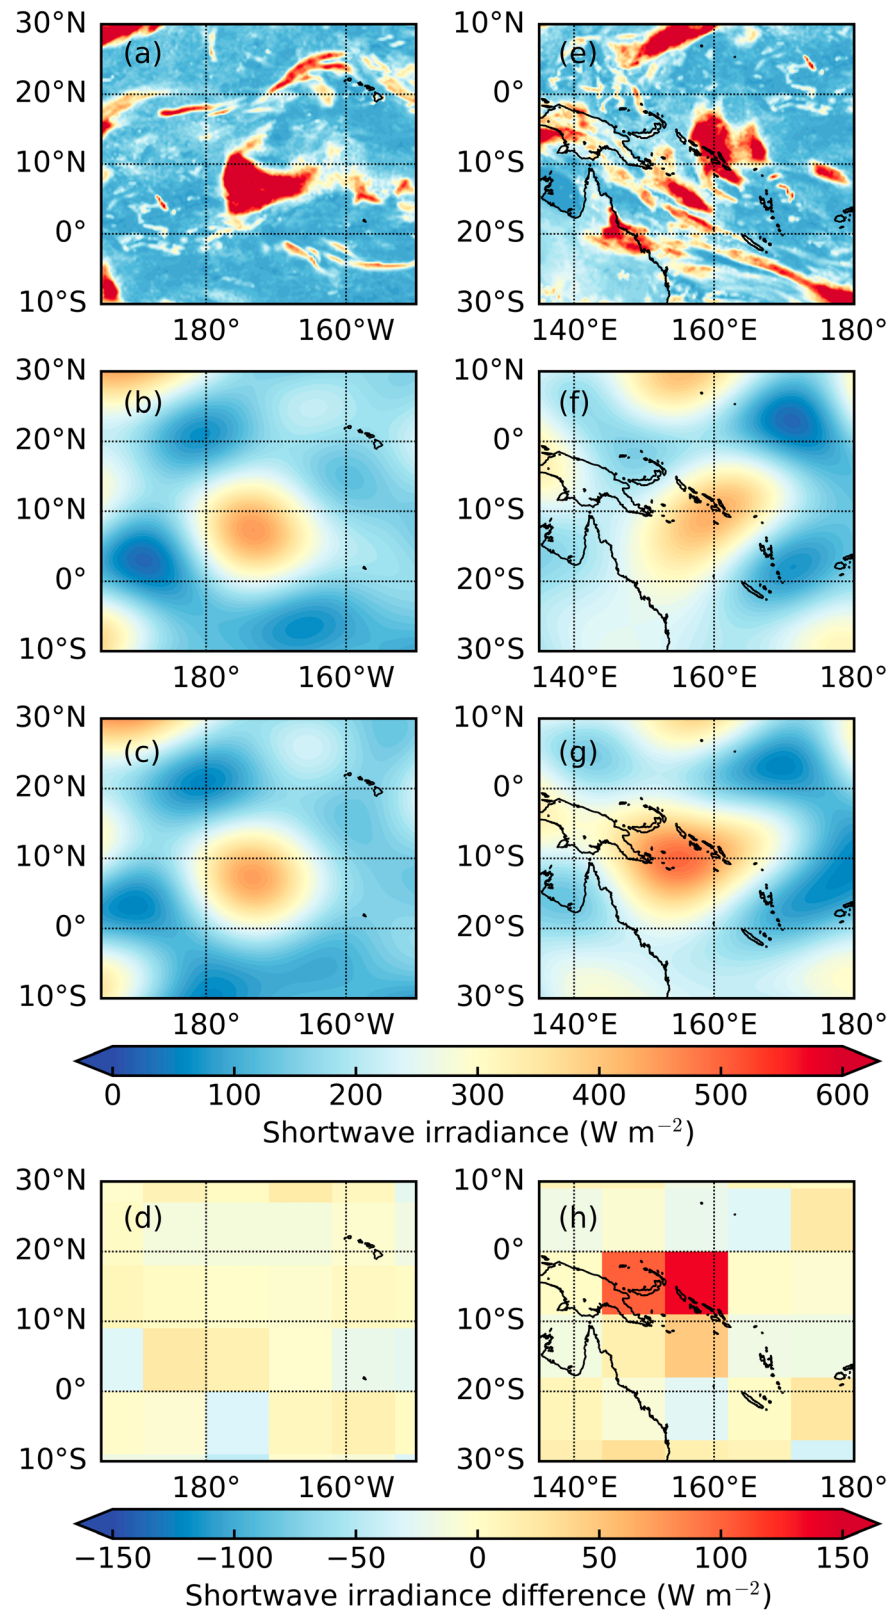 30°N
(a)
20°N
10°N
0°
10°S
180°
160°W
10°N
(e)
0°
10°S
20°S
30°S
140°E
160°E
180°
30°N
(b)
20°N
10°N
0°
10°S
180°
160°W
10°N
(f)
0°
10°S
20°S
30°S
140°E
160°E
180°
30°N
(c)
20°N
10°N
0°
10°S
180°
160°W
10°N
(g)
0°
10°S
20°S
30°S
140°E
160°E
180°
0 100 200 300 400 500 600
Shortwave irradiance (W m⁻²)
30°N
(d)
20°N
10°N
0°
10°S
180°
160°W
10°N
(h)
0°
10°S
20°S
30°S
140°E
160°E
180°
−150 −100 −50 0 50 100 150
Shortwave irradiance difference (W m⁻²)